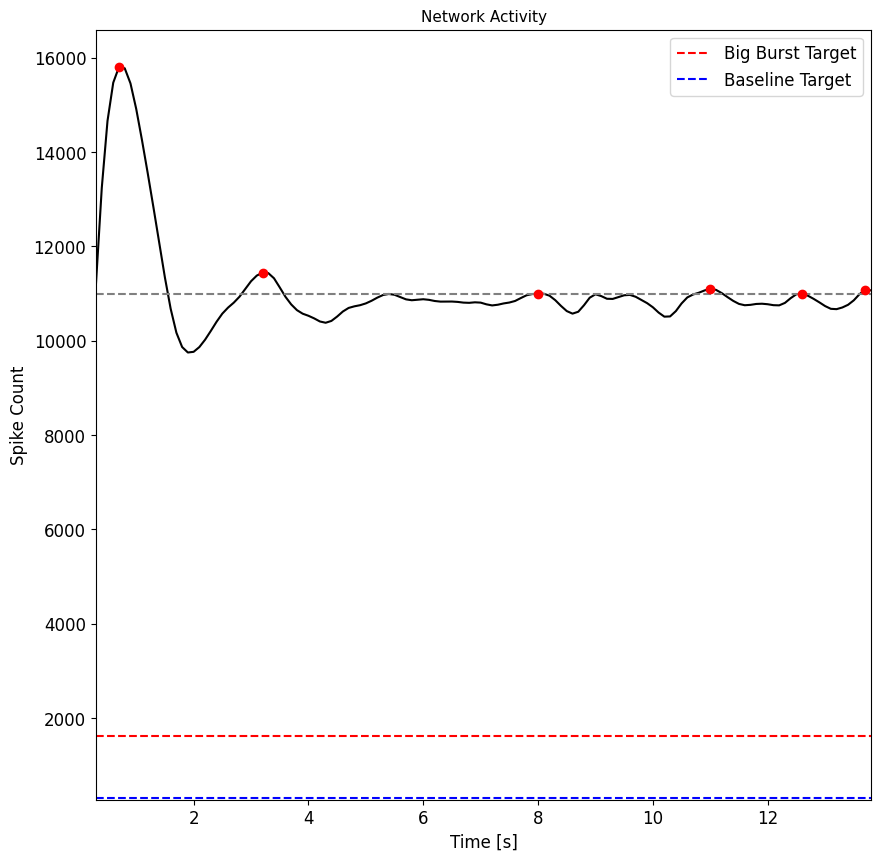 Network Activity
Big Burst Target
Baseline Target
16000
14000
12000
10000
8000
6000
4000
2000
Spike Count
2 4 6 8 10 12
Time [s]